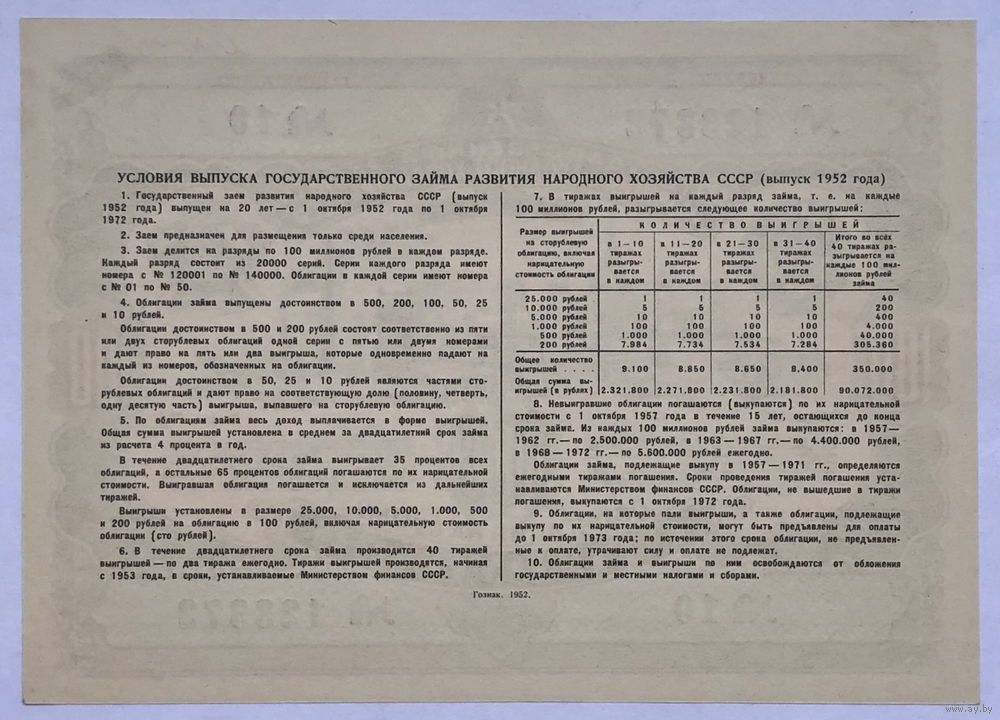 УСЛОВИЯ ВЫПУСКА ГОСУДАРСТВЕННОГО ЗАЙМА РАЗВИТИЯ НАРОДНОГО ХОЗЯЙСТВА СССР (выпуск 1952 года)
1. Государственный заем развития народного хозяйства СССР (выпуск
1952 года) выпущен на 20 лет — с 1 октября 1952 года по 1 октября
1972 года.
2. Заем предназначен для размещения только среди населения.
3. Заем делится на разряды по 100 миллионов рублей в каждом разряде.
Каждый разряд состоит из 20000 серий. Серии каждого разряда имеют
номера с № 120001 по № 140000. Облигации в каждой серии имеют номера
с № 01 по № 50.
4. Облигации займа выпущены достоинством в 500, 200, 100, 50, 25
и 10 рублей.
Облигации достоинством в 500 и 200 рублей состоят соответственно из пяти
или двух сторублевых облигаций одной серии с пятью или двумя номерами
и дают право на пять или два выигрыша, которые одновременно падают на
каждый из номеров, обозначенных на облигации.
Облигации достоинством в 50, 25 и 10 рублей являются частями сто-
рублевых облигаций и дают право на соответствующую долю (половину, четверть,
одну десятую часть) выигрыша, выпавшего на сторублевую облигацию.
5. По облигациям займа весь доход выплачивается в форме выигрышей.
Общая сумма выигрышей установлена в среднем за двадцатилетний срок займа
из расчета 4 процента в год.
В течение двадцатилетнего срока займа выигрывает 35 процентов всех
облигаций, а остальные 65 процентов облигаций погашаются по их нарицательной
стоимости. Выигравшая облигация погашается и исключается из дальнейших
тиражей.
Выигрыши установлены в размере 25.000, 10.000, 5.000, 1.000, 500
и 200 рублей на облигацию в 100 рублей, включая нарицательную стоимость
облигации (сто рублей).
6. В течение двадцатилетнего срока займа производится 40 тиражей
выигрышей — по два тиража ежегодно. Тиражи выигрышей производятся, начиная
с 1953 года, в сроки, устанавливаемые Министерством финансов СССР.
7. В тиражах выигрышей на каждый разряд займа, т. е. на каждые
100 миллионов рублей, разыгрывается следующее количество выигрышей:
Размер выигрышей на сторублевую облигацию, включая нарицательную стоимость облигации
КОЛИЧЕСТВО ВЫИГРЫШЕЙ
в 1—10 тиражах разыгры-вается в каждом
в 11—20 тиражах разыгры-вается в каждом
в 21—30 тиражах разыгры-вается в каждом
в 31—40 тиражах разыгры-вается в каждом
Итого во всех 40 тиражах ра-зыгрывается на каждые 100 мил-лионов рублей займа
25.000 рублей 1 1 1 1 40
10.000 рублей 5 5 5 5 200
5.000 рублей 10 10 10 10 400
1.000 рублей 100 100 100 100 4.000
500 рублей 1.000 1.000 1.000 1.000 40.000
200 рублей 7.984 7.734 7.534 7.284 305.360
Общее количество
выигрышей . . . . 9.100 8.850 8.650 8.400 350.000
Общая сумма вы-
игрышей (в рублях) 2.321.800 2.271.800 2.231.800 2.181.800 90.072.000
8. Невыигравшие облигации погашаются (выкупаются) по их нарицательной
стоимости с 1 октября 1957 года в течение 15 лет, остающихся до конца
срока займа. Из каждых 100 миллионов рублей займа выкупаются: в 1957—
1962 гг. — по 2.500.000 рублей, в 1963—1967 гг. — по 4.400.000 рублей,
в 1968—1972 гг. — по 5.600.000 рублей ежегодно.
Облигации займа, подлежащие выкупу в 1957—1971 гг., определяются
ежегодными тиражами погашения. Сроки проведения тиражей погашения уста-
навливаются Министерством финансов СССР. Облигации, не вышедшие в тиражи
погашения, выкупаются с 1 октября 1972 года.
9. Облигации, на которые пали выигрыши, а также облигации, подлежащие
выкупу по их нарицательной стоимости, могут быть предъявлены для оплаты
до 1 октября 1973 года; по истечении этого срока облигации, не предъявлен-
ные к оплате, утрачивают силу и оплате не подлежат.
10. Облигации займа и выигрыши по ним освобождаются от обложения
государственными и местными налогами и сборами.
Гознак. 1952.
www.ay.by